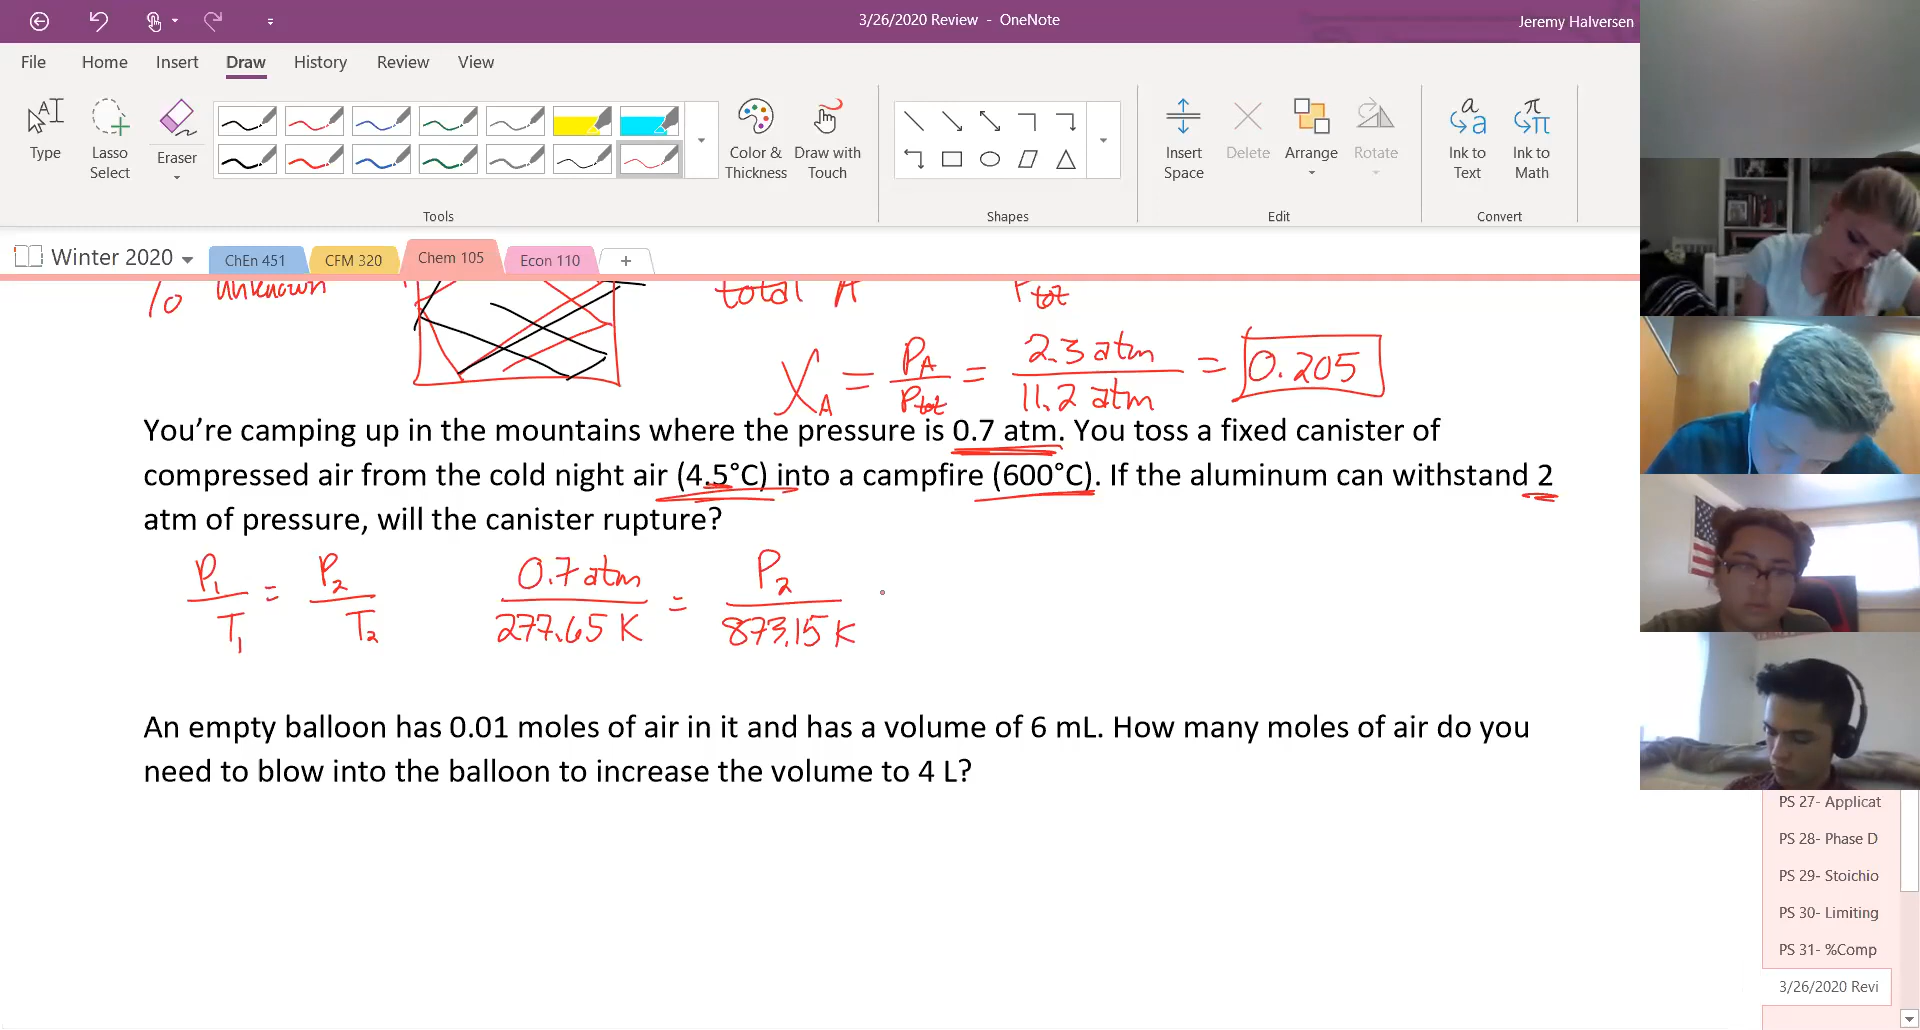 3/26/2020 Review - OneNote
Jeremy Halversen
File Home Insert Draw History Review View
Type
Lasso Select
Eraser
Color & Thickness
Draw with Touch
Insert Space
Delete
Arrange
Rotate
Ink to Text
Ink to Math
Tools
Shapes
Edit
Convert
Winter 2020
ChEn 451
CFM 320
Chem 105
Econ 110
% unknown
total A
Ptot
XA = PA/Ptot = 2.3 atm/11.2 atm = 0.205
You’re camping up in the mountains where the pressure is 0.7 atm. You toss a fixed canister of
compressed air from the cold night air (4.5°C) into a campfire (600°C). If the aluminum can withstand 2
atm of pressure, will the canister rupture?
P1/T1 = P2/T2
0.7 atm/277.65 K = P2/873.15 K
An empty balloon has 0.01 moles of air in it and has a volume of 6 mL. How many moles of air do you
need to blow into the balloon to increase the volume to 4 L?
PS 27- Applicat
PS 28- Phase D
PS 29- Stoichio
PS 30- Limiting
PS 31- %Comp
3/26/2020 Revi